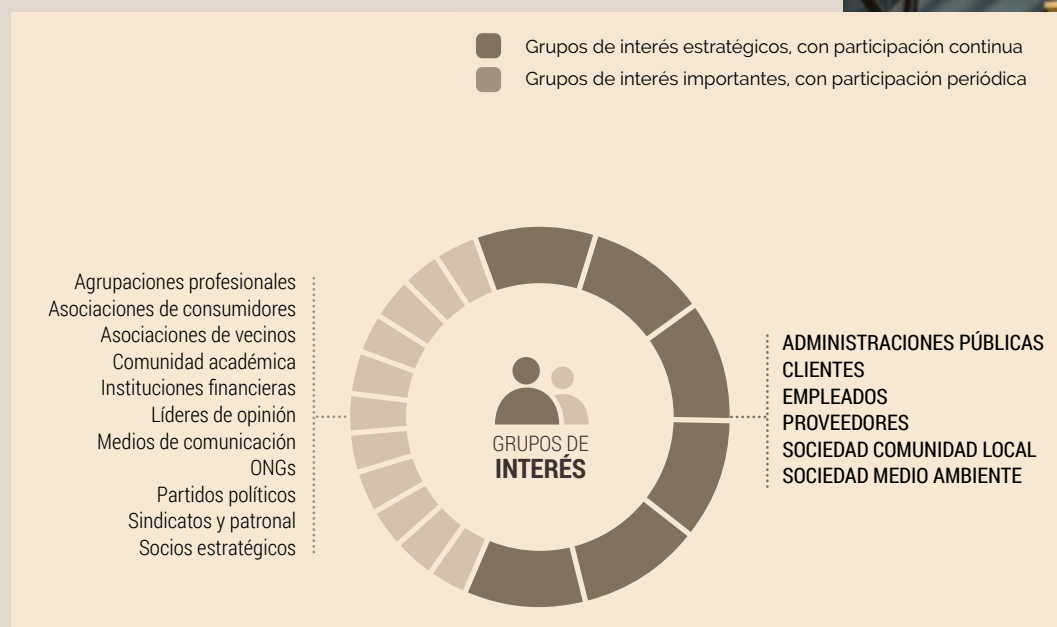 Grupos de interés estratégicos, con participación continua
Grupos de interés importantes, con participación periódica
Agrupaciones profesionales
Asociaciones de consumidores
Asociaciones de vecinos
Comunidad académica
Instituciones financieras
Líderes de opinión
Medios de comunicación
ONGs
Partidos políticos
Sindicatos y patronal
Socios estratégicos
GRUPOS DE
INTERÉS
ADMINISTRACIONES PÚBLICAS
CLIENTES
EMPLEADOS
PROVEEDORES
SOCIEDAD COMUNIDAD LOCAL
SOCIEDAD MEDIO AMBIENTE